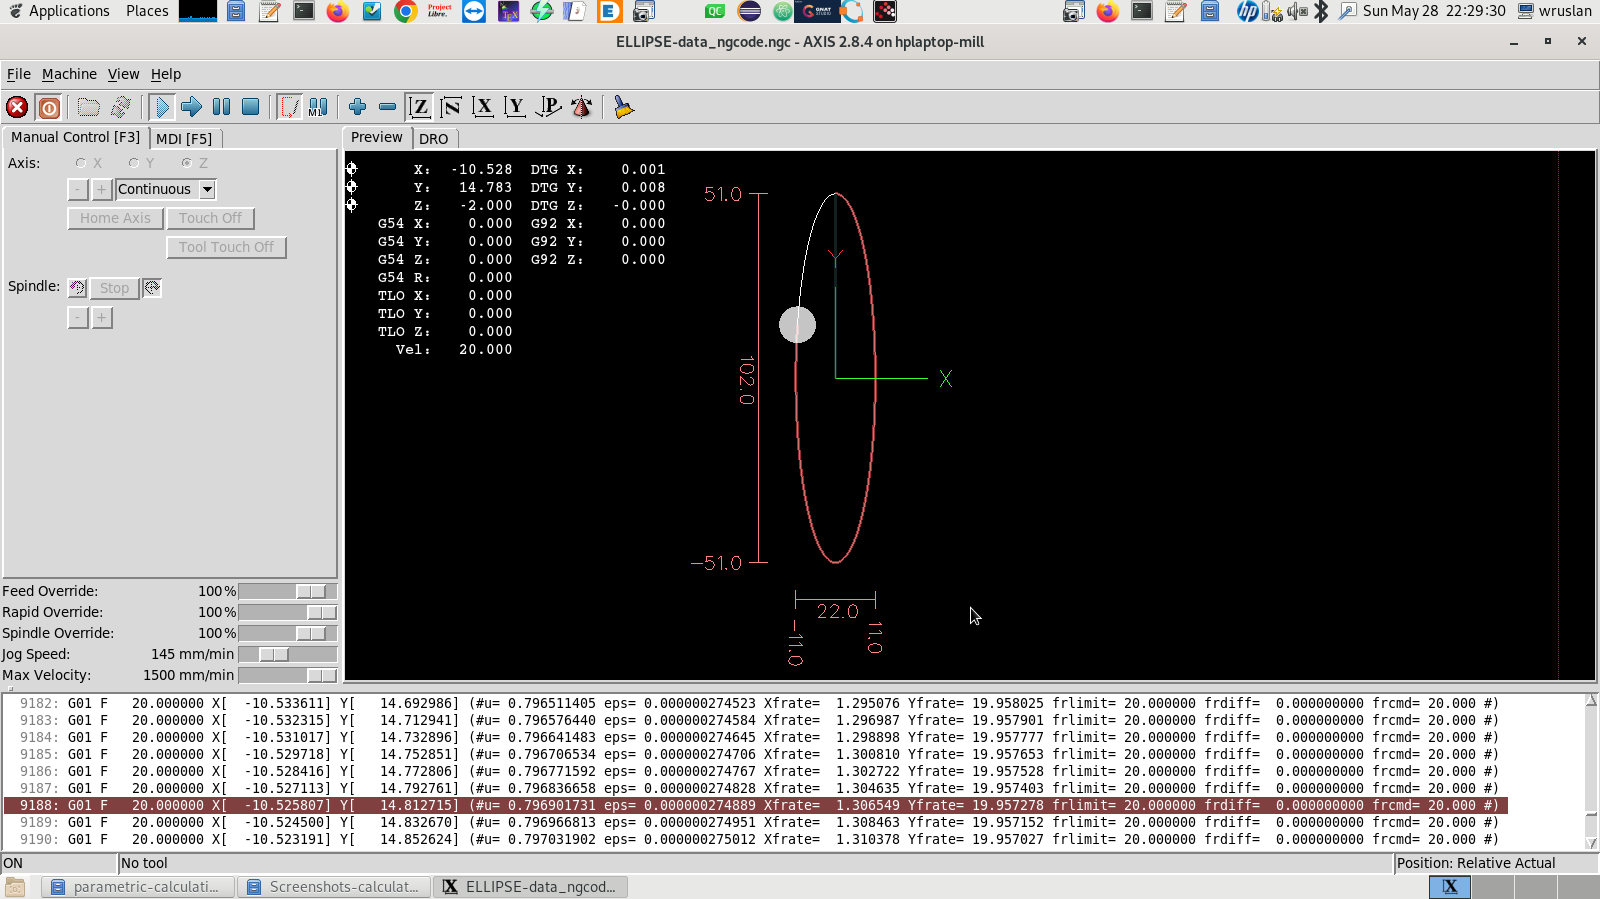 Applications Places Sun May 28 22:29:30 wruslan
ELLIPSE-data_ngcode.ngc - AXIS 2.8.4 on hplaptop-mill
File Machine View Help
Manual Control [F3] MDI [F5]
Preview DRO
Axis: X Y Z
- + Continuous
Home Axis Touch Off
Tool Touch Off
Spindle: Stop
- +
X: -10.528 DTG X: 0.001
Y: 14.783 DTG Y: 0.008
Z: -2.000 DTG Z: -0.000
G54 X: 0.000 G92 X: 0.000
G54 Y: 0.000 G92 Y: 0.000
G54 Z: 0.000 G92 Z: 0.000
G54 R: 0.000
TLO X: 0.000
TLO Y: 0.000
TLO Z: 0.000
Vel: 20.000
51.0
Y
102.0
X
-51.0
22.0
-11.0
11.0
Feed Override: 100%
Rapid Override: 100%
Spindle Override: 100%
Jog Speed: 145 mm/min
Max Velocity: 1500 mm/min
9182: G01 F 20.000000 X[ -10.533611] Y[ 14.692986] (#u= 0.796511405 eps= 0.000000274523 Xfrate= 1.295076 Yfrate= 19.958025 frlimit= 20.000000 frdiff= 0.000000000 frcmd= 20.000 #)
9183: G01 F 20.000000 X[ -10.532315] Y[ 14.712941] (#u= 0.796576440 eps= 0.000000274584 Xfrate= 1.296987 Yfrate= 19.957901 frlimit= 20.000000 frdiff= 0.000000000 frcmd= 20.000 #)
9184: G01 F 20.000000 X[ -10.531017] Y[ 14.732896] (#u= 0.796641483 eps= 0.000000274645 Xfrate= 1.298898 Yfrate= 19.957777 frlimit= 20.000000 frdiff= 0.000000000 frcmd= 20.000 #)
9185: G01 F 20.000000 X[ -10.529718] Y[ 14.752851] (#u= 0.796706534 eps= 0.000000274706 Xfrate= 1.300810 Yfrate= 19.957653 frlimit= 20.000000 frdiff= 0.000000000 frcmd= 20.000 #)
9186: G01 F 20.000000 X[ -10.528416] Y[ 14.772806] (#u= 0.796771592 eps= 0.000000274767 Xfrate= 1.302722 Yfrate= 19.957528 frlimit= 20.000000 frdiff= 0.000000000 frcmd= 20.000 #)
9187: G01 F 20.000000 X[ -10.527113] Y[ 14.792761] (#u= 0.796836658 eps= 0.000000274828 Xfrate= 1.304635 Yfrate= 19.957403 frlimit= 20.000000 frdiff= 0.000000000 frcmd= 20.000 #)
9188: G01 F 20.000000 X[ -10.525807] Y[ 14.812715] (#u= 0.796901731 eps= 0.000000274889 Xfrate= 1.306549 Yfrate= 19.957278 frlimit= 20.000000 frdiff= 0.000000000 frcmd= 20.000 #)
9189: G01 F 20.000000 X[ -10.524500] Y[ 14.832670] (#u= 0.796966813 eps= 0.000000274951 Xfrate= 1.308463 Yfrate= 19.957152 frlimit= 20.000000 frdiff= 0.000000000 frcmd= 20.000 #)
9190: G01 F 20.000000 X[ -10.523191] Y[ 14.852624] (#u= 0.797031902 eps= 0.000000275012 Xfrate= 1.310378 Yfrate= 19.957027 frlimit= 20.000000 frdiff= 0.000000000 frcmd= 20.000 #)
ON No tool Position: Relative Actual
parametric-calculati... Screenshots-calculat... ELLIPSE-data_ngcod...